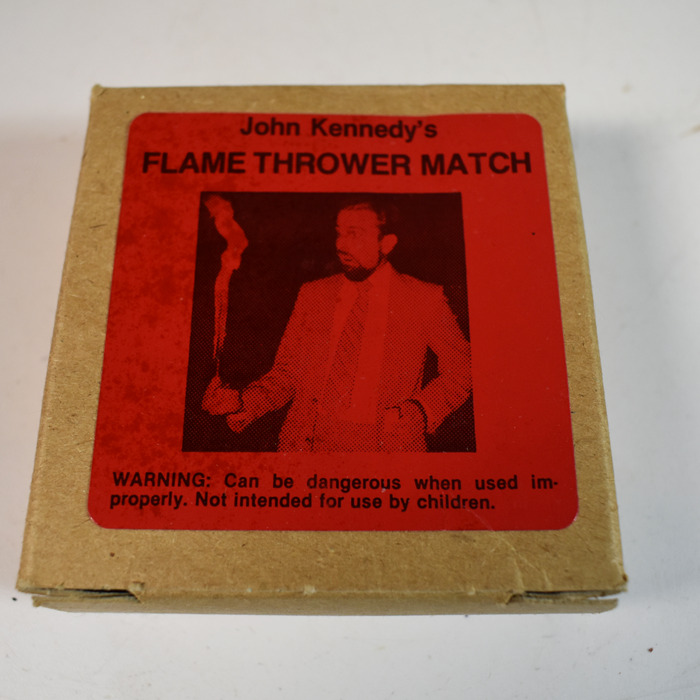 John Kennedy's
FLAME THROWER MATCH
WARNING: Can be dangerous when used im-
properly. Not intended for use by children.